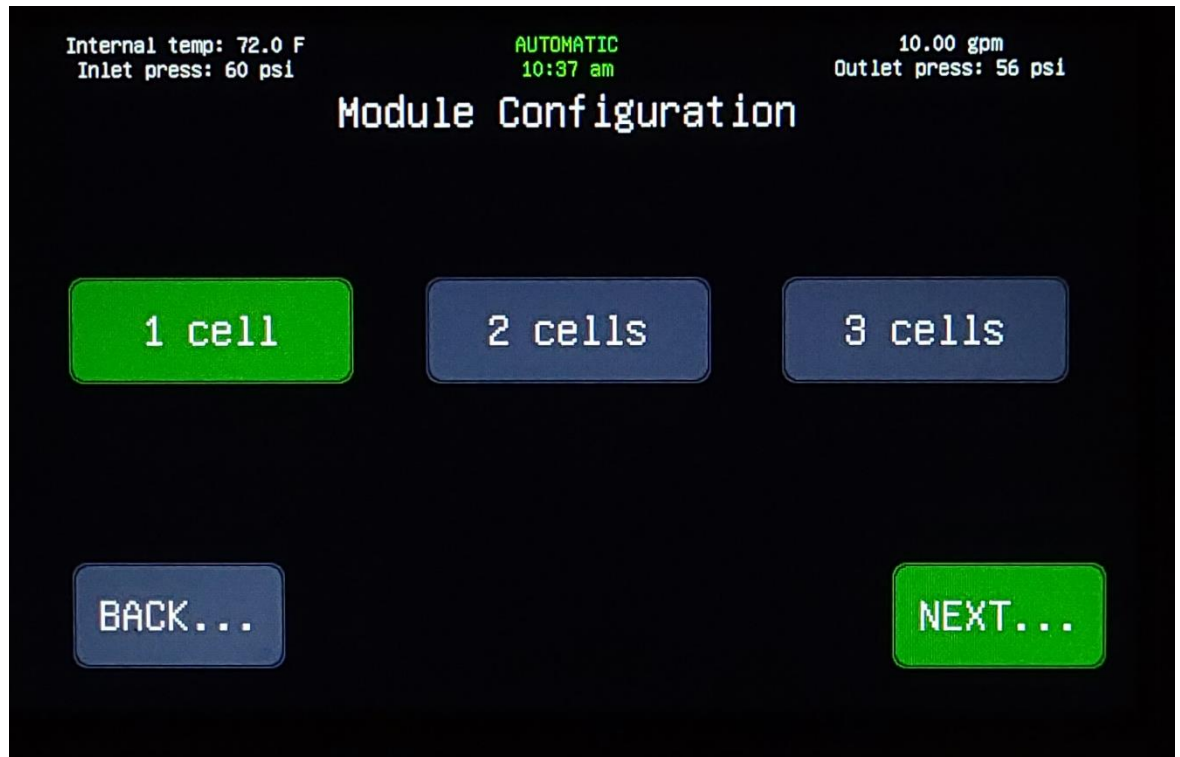 Internal temp: 72.0 F
Inlet press: 60 psi
AUTOMATIC
10:37 am
10.00 gpm
Outlet press: 56 psi
Module Configuration
1 cell
2 cells
3 cells
BACK...
NEXT...